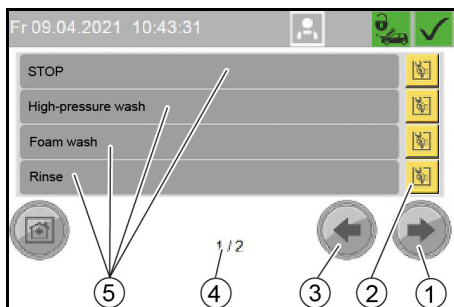 Fr 09.04.2021 10:43:31
STOP
High-pressure wash
Foam wash
Rinse
1 / 2
5 4 3 2 1